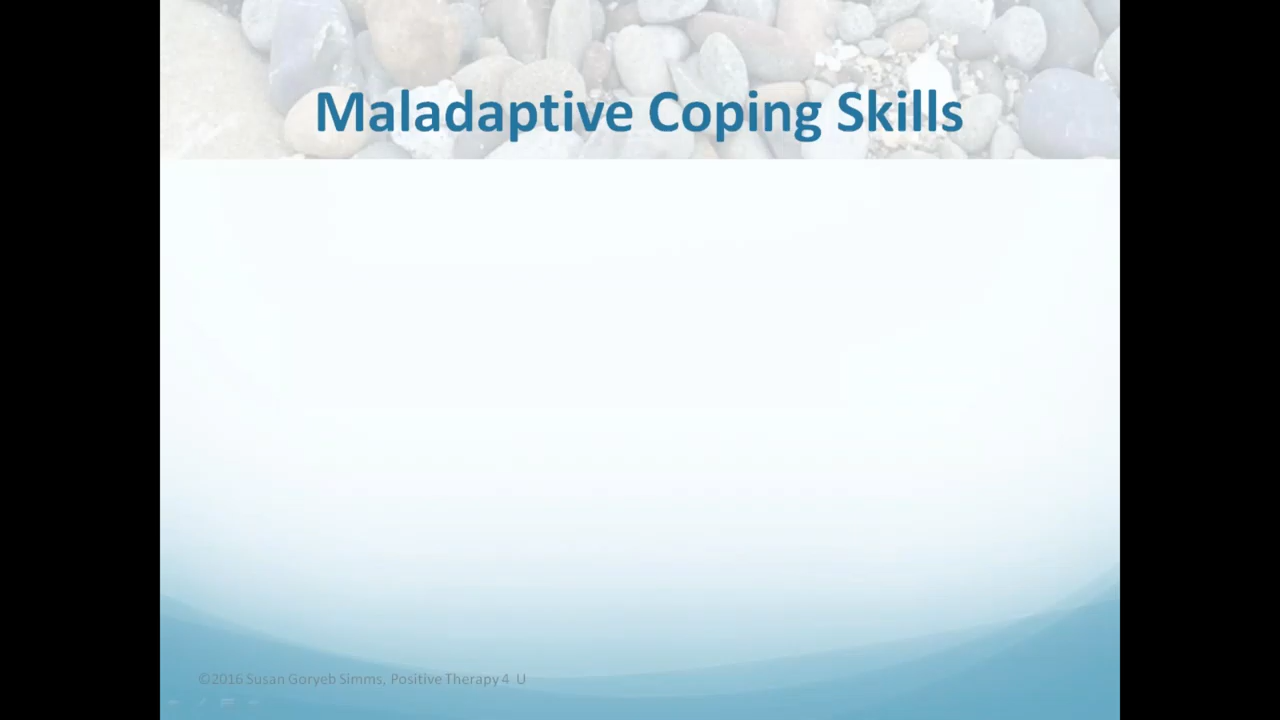 Maladaptive Coping Skills
©2016 Susan Goryeb Simms, Positive Therapy 4 U